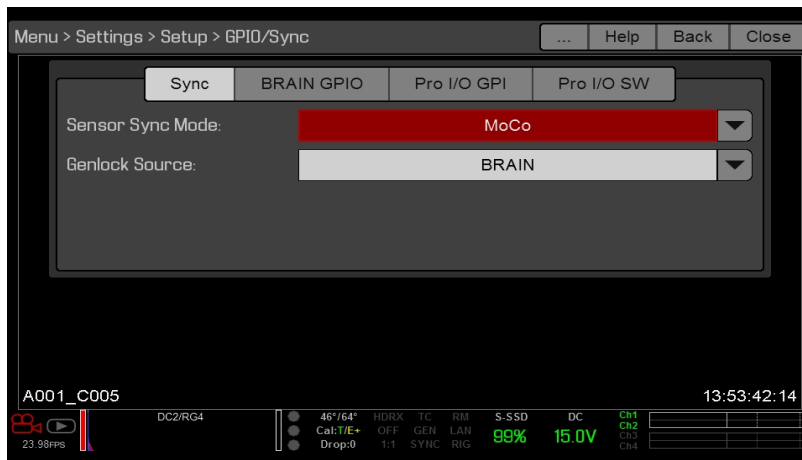 Menu > Settings > Setup > GPIO/Sync ... Help Back Close
Sync BRAIN GPIO Pro I/O GPI Pro I/O SW
Sensor Sync Mode: MoCo
Genlock Source: BRAIN
A001_C005 13:53:42:14
DC2/RG4 46°/64° HDRX TC RM S-SSD DC Ch1
Cal:T/E+ OFF GEN LAN 99% 15.0V Ch2
23.98FPS Drop:0 1:1 SYNC RIG Ch3
Ch4